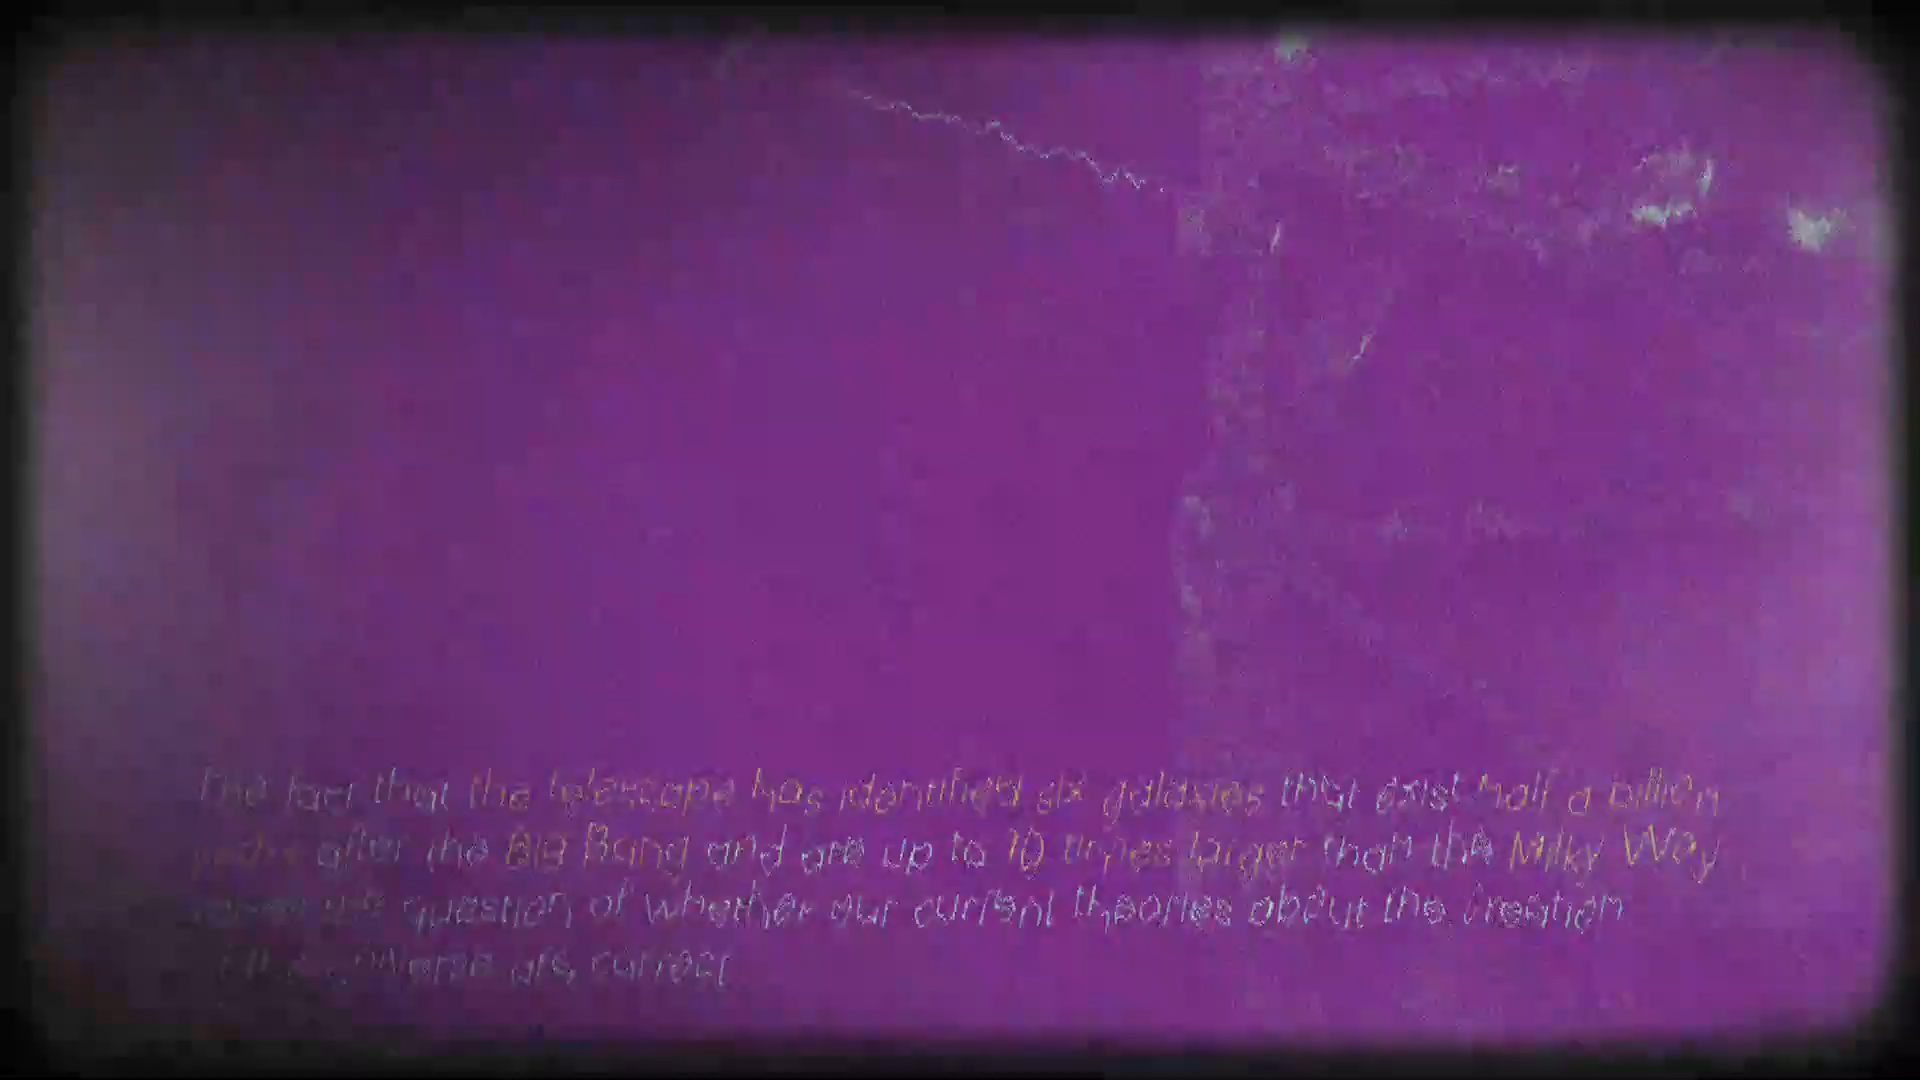 The fact that the telescope has identified six galaxies that exist half a billion
years after the Big Bang and are up to 10 times larger than the Milky Way
question of whether our current theories about the creation
universe are correct